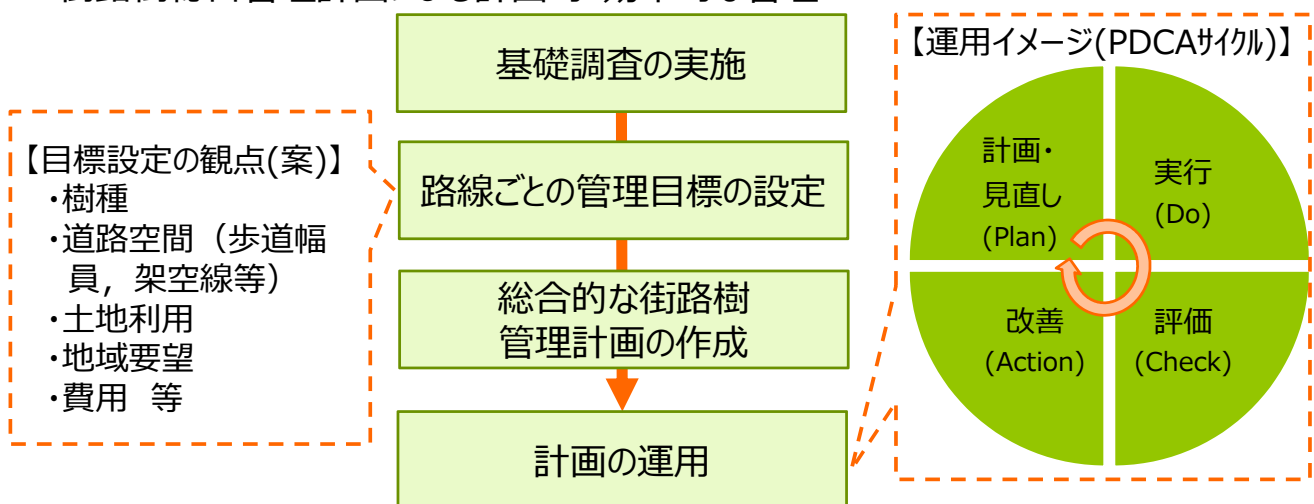 基礎調査の実施
【目標設定の観点(案)】
・樹種
・道路空間（歩道幅
員，架空線等）
・土地利用
・地域要望
・費用 等
路線ごとの管理目標の設定
総合的な街路樹
管理計画の作成
計画の運用
【運用イメージ(PDCAｻｲｸﾙ)】
計画・
見直し
(Plan)
実行
(Do)
改善
(Action)
評価
(Check)